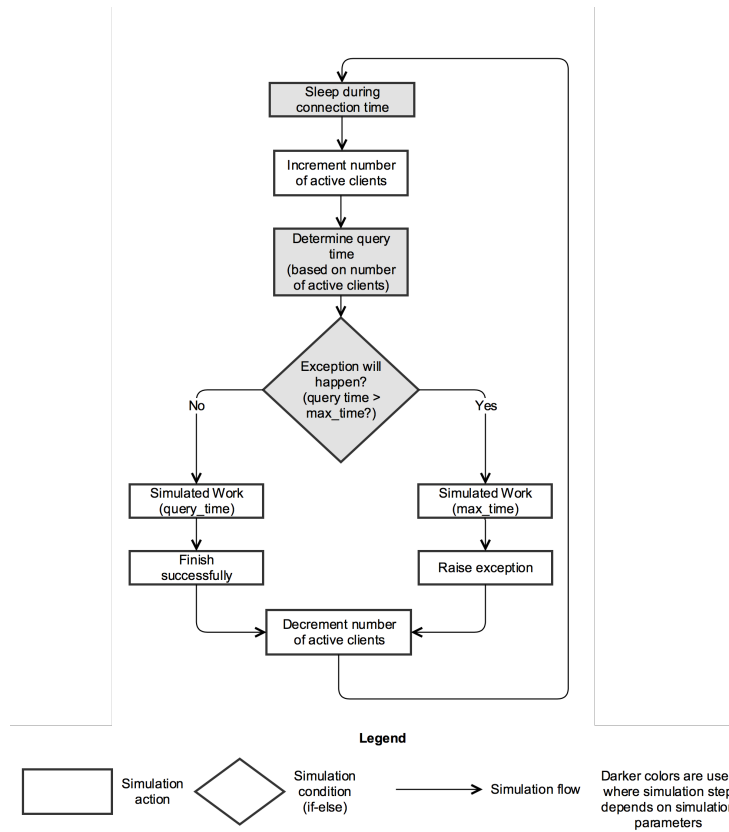 Sleep during
connection time
Increment number
of active clients
Determine query
time
(based on number
of active clients)
Exception will
happen?
(query time >
max_time?)
No
Yes
Simulated Work
(query_time)
Simulated Work
(max_time)
Finish
successfully
Raise exception
Decrement number
of active clients
Legend
Simulation
action
Simulation
condition
(if-else)
Simulation flow
Darker colors are use
where simulation step
depends on simulation
parameters